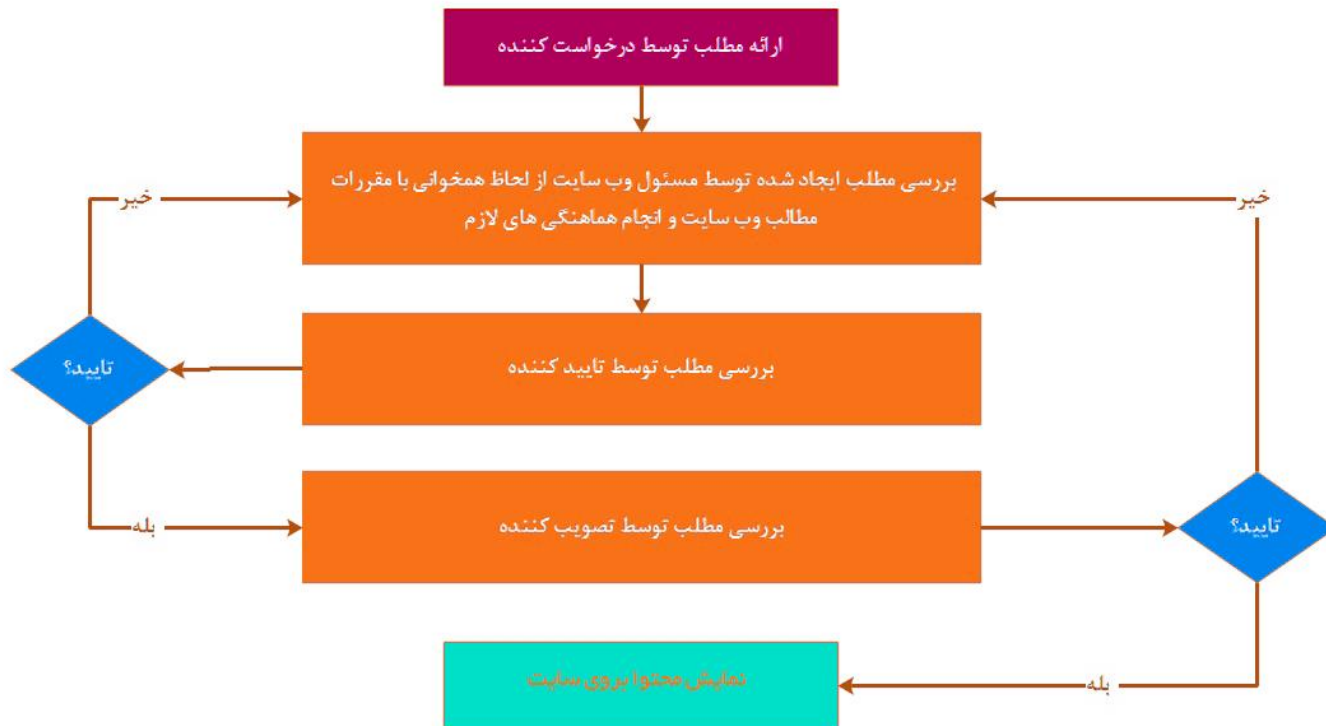 ارائه مطلب توسط درخواست کننده
بررسی مطلب ایجاد شده توسط مسئول وب سایت از لحاظ همخوانی با مقررات
مطالب وب سایت و انجام هماهنگی های لازم
خیر
خیر
بررسی مطلب توسط تایید کننده
تایید؟
بررسی مطلب توسط تصویب کننده
تایید؟
بله
نمایش محتوا بروی سایت
بله